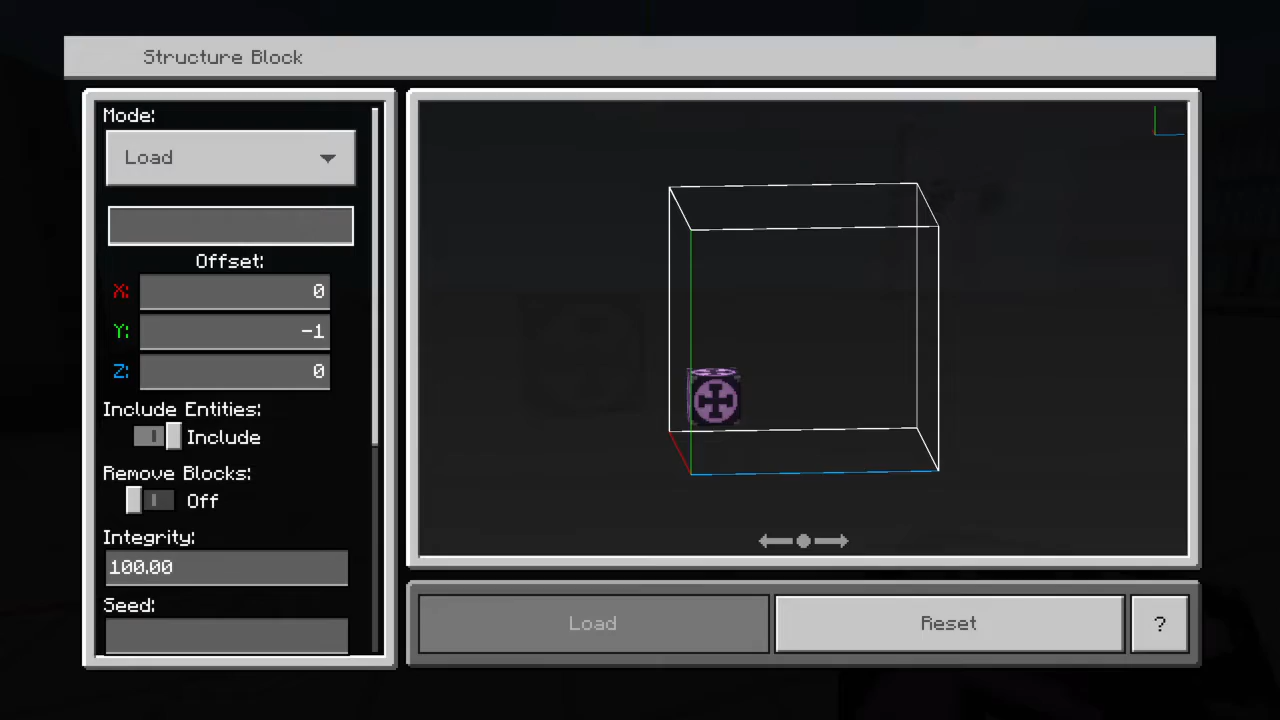 Structure Block
Mode:
Load
Offset:
X: 0
Y: -1
Z: 0
Include Entities:
Include
Remove Blocks:
Off
Integrity:
100.00
Seed:
Load
Reset
?